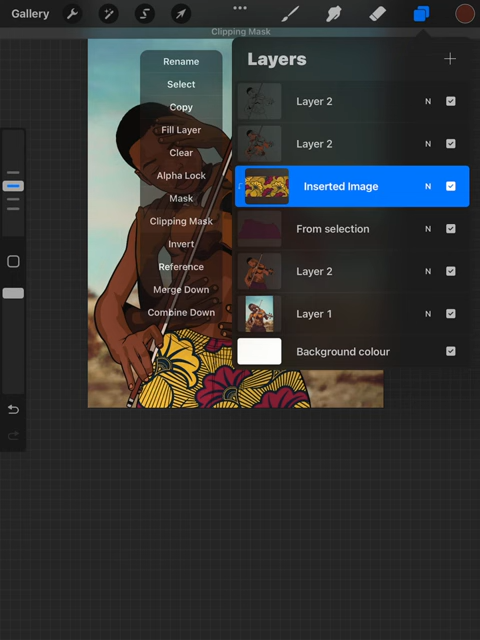 Gallery
Clipping Mask
Rename
Select
Copy
Fill Layer
Clear
Alpha Lock
Mask
Clipping Mask
Invert
Reference
Merge Down
Combine Down
Layers
Layer 2 N
Layer 2 N
Inserted Image N
From selection N
Layer 2 N
Layer 1 N
Background colour